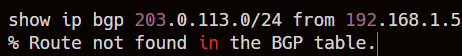 show ip bgp 203.0.113.0/24 from 192.168.1.5
% Route not found in the BGP table.